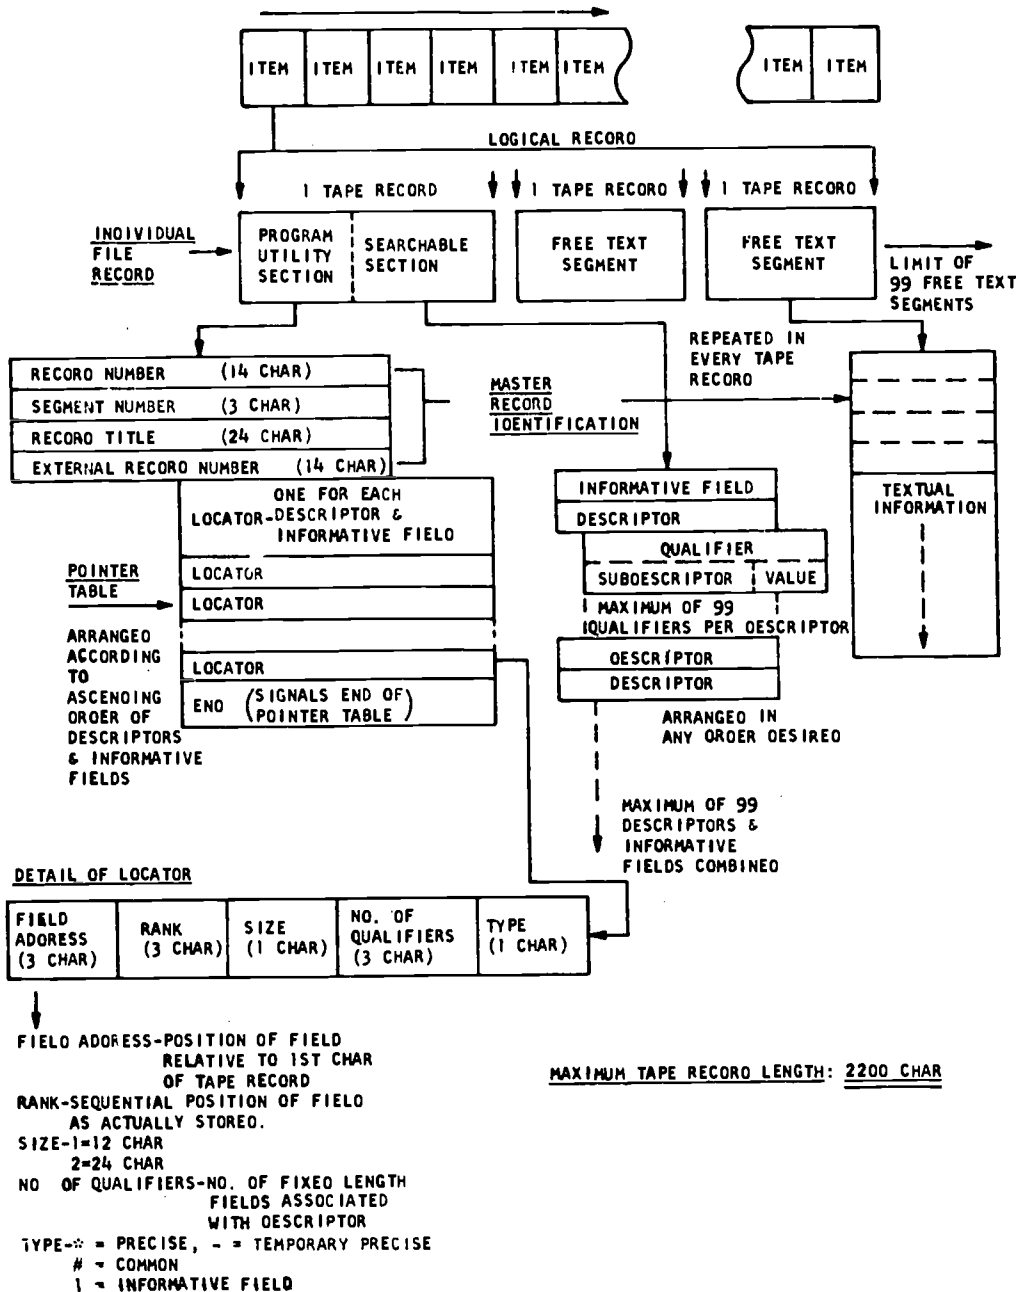 ITEM ITEM ITEM ITEM ITEM ITEM ITEM ITEM
LOGICAL RECORD
1 TAPE RECORD 1 TAPE RECORD 1 TAPE RECORD
INDIVIDUAL
FILE
RECORD
PROGRAM
UTILITY
SECTION
SEARCHABLE
SECTION
FREE TEXT
SEGMENT
FREE TEXT
SEGMENT
LIMIT OF
99 FREE TEXT
SEGMENTS
REPEATED IN
EVERY TAPE
RECORD
RECORD NUMBER (14 CHAR)
SEGMENT NUMBER (3 CHAR)
RECORD TITLE (24 CHAR)
EXTERNAL RECORD NUMBER (14 CHAR)
MASTER
RECORD
IDENTIFICATION
ONE FOR EACH
LOCATOR-DESCRIPTOR &
INFORMATIVE FIELD
LOCATOR
LOCATOR
LOCATOR
END (SIGNALS END OF
POINTER TABLE)
POINTER
TABLE
ARRANGED
ACCORDING
TO
ASCENDING
ORDER OF
DESCRIPTORS
& INFORMATIVE
FIELDS
INFORMATIVE FIELD
DESCRIPTOR
QUALIFIER
SUBDESCRIPTOR VALUE
MAXIMUM OF 99
QUALIFIERS PER DESCRIPTOR
DESCRIPTOR
DESCRIPTOR
ARRANGED IN
ANY ORDER DESIRED
MAXIMUM OF 99
DESCRIPTORS &
INFORMATIVE
FIELDS COMBINED
TEXTUAL
INFORMATION
DETAIL OF LOCATOR
FIELD
ADDRESS
(3 CHAR)
RANK
(3 CHAR)
SIZE
(1 CHAR)
NO. OF
QUALIFIERS
(3 CHAR)
TYPE
(1 CHAR)
FIELD ADDRESS-POSITION OF FIELD
RELATIVE TO 1ST CHAR
OF TAPE RECORD
RANK-SEQUENTIAL POSITION OF FIELD
AS ACTUALLY STORED.
SIZE-1=12 CHAR
2=24 CHAR
NO OF QUALIFIERS-NO. OF FIXED LENGTH
FIELDS ASSOCIATED
WITH DESCRIPTOR
TYPE-* = PRECISE, - = TEMPORARY PRECISE
# = COMMON
1 = INFORMATIVE FIELD
MAXIMUM TAPE RECORD LENGTH: 2200 CHAR